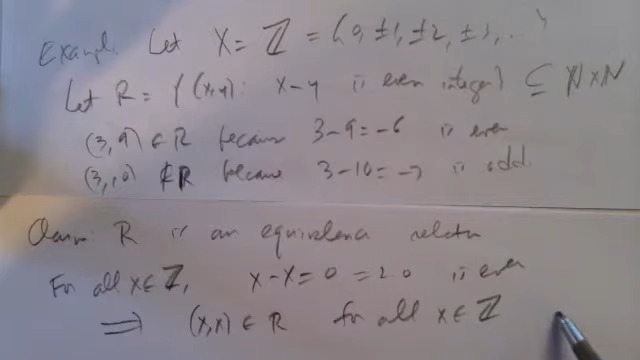 Example. Let X = ℤ = {0, ±1, ±2, ±3, ...}
Let R = {(x,y): x-y is even integer} ⊆ ℕ×ℕ
(3,9) ∈ R because 3-9=-6 is even
(3,10) ∉ R because 3-10=-7 is odd.
Claim: R is an equivalence relation
For all x∈ℤ, x-x=0=2·0 is even
⟹ (x,x) ∈ R for all x∈ℤ